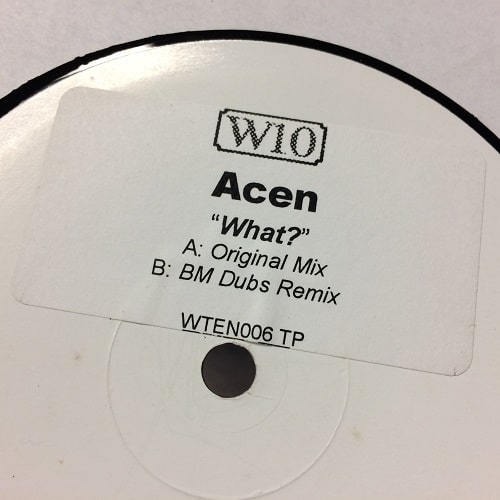 W10
Acen
“What?”
A: Original Mix
B: BM Dubs Remix
WTEN006 TP